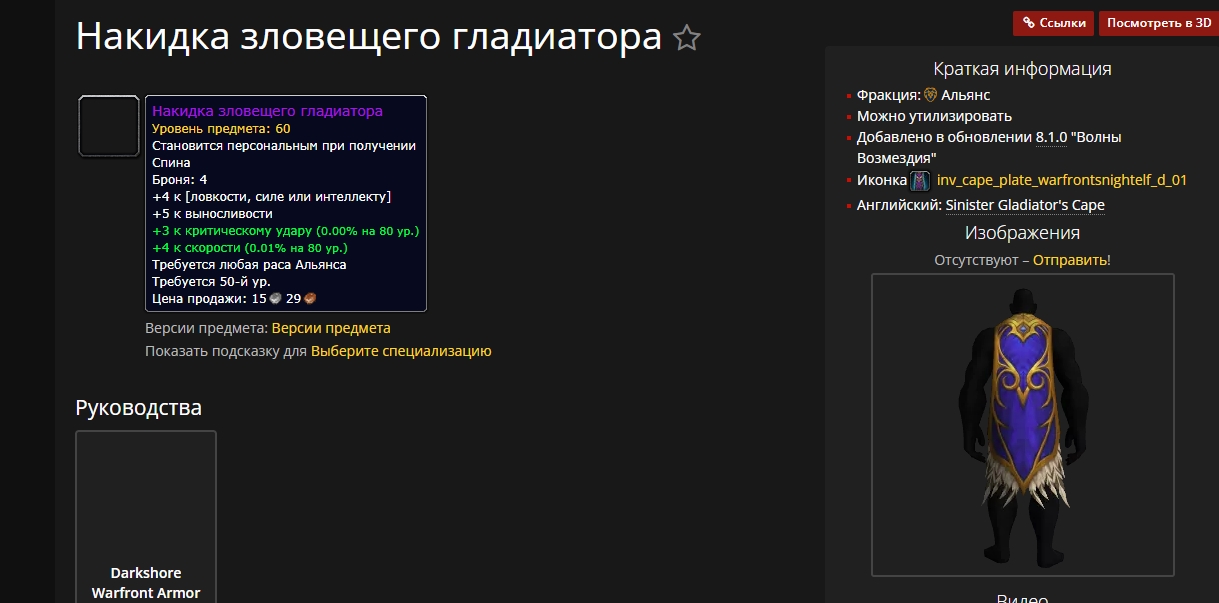 Накидка зловещего гладиатора
Ссылки
Посмотреть в 3D
Накидка зловещего гладиатора
Уровень предмета: 60
Становится персональным при получении
Спина
Броня: 4
+4 к [ловкости, силе или интеллекту]
+5 к выносливости
+3 к критическому удару (0.00% на 80 ур.)
+4 к скорости (0.01% на 80 ур.)
Требуется любая раса Альянса
Требуется 50-й ур.
Цена продажи: 15 29
Версии предмета: Версии предмета
Показать подсказку для Выберите специализацию
Руководства
Darkshore
Warfront Armor
Краткая информация
Фракция: Альянс
Можно утилизировать
Добавлено в обновлении 8.1.0 "Волны
Возмездия"
Иконка inv_cape_plate_warfrontsnightelf_d_01
Английский: Sinister Gladiator's Cape
Изображения
Отсутствуют – Отправить!
Видео